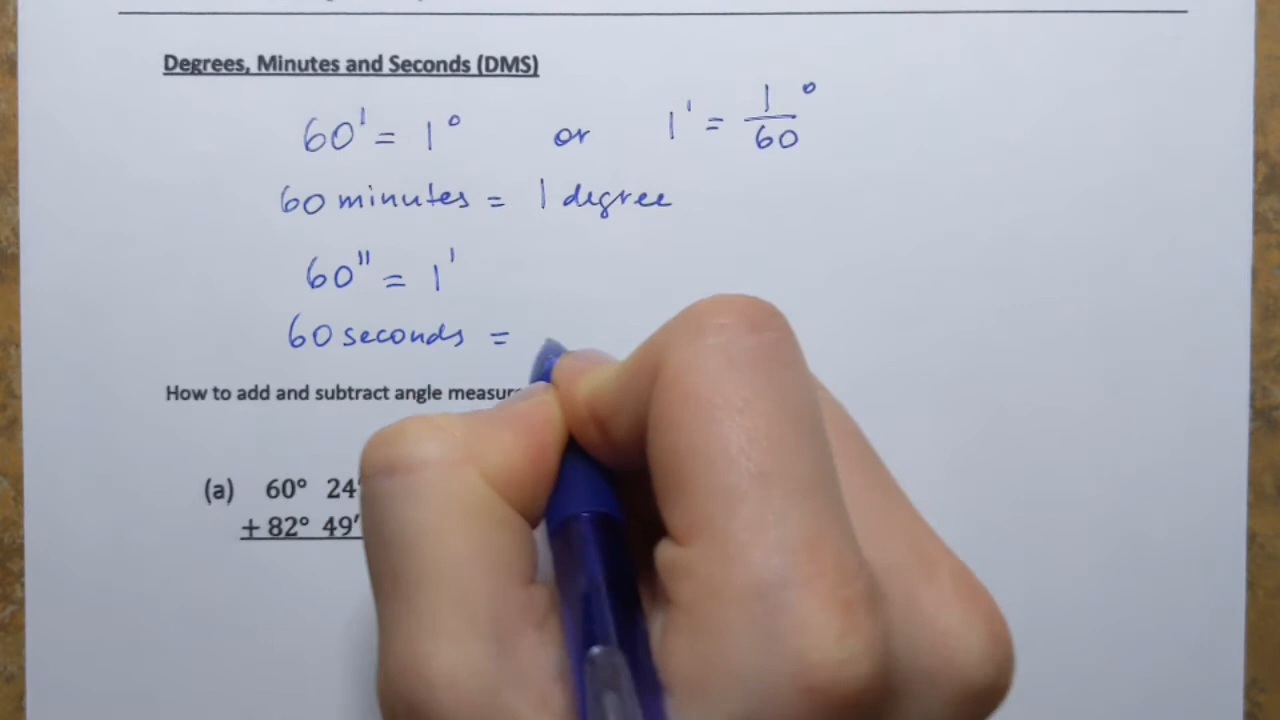 Degrees, Minutes and Seconds (DMS)
60' = 1° or 1' = 1/60 °
60 minutes = 1 degree
60" = 1'
60 seconds =
How to add and subtract angle
(a) 60° 24'
+ 82° 49'